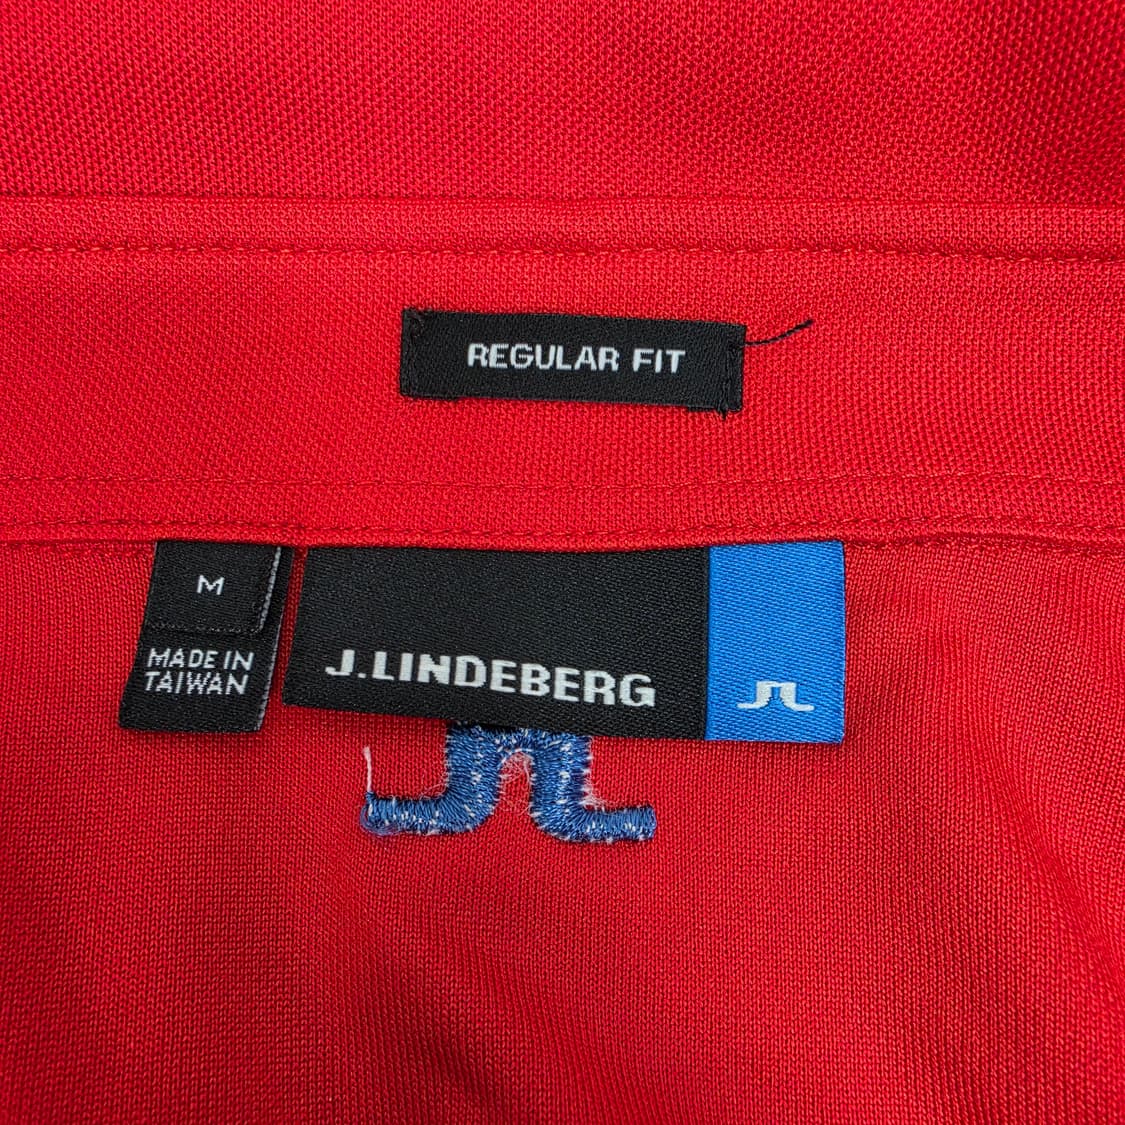 REGULAR FIT
M
MADE IN
TAIWAN
J.LINDEBERG